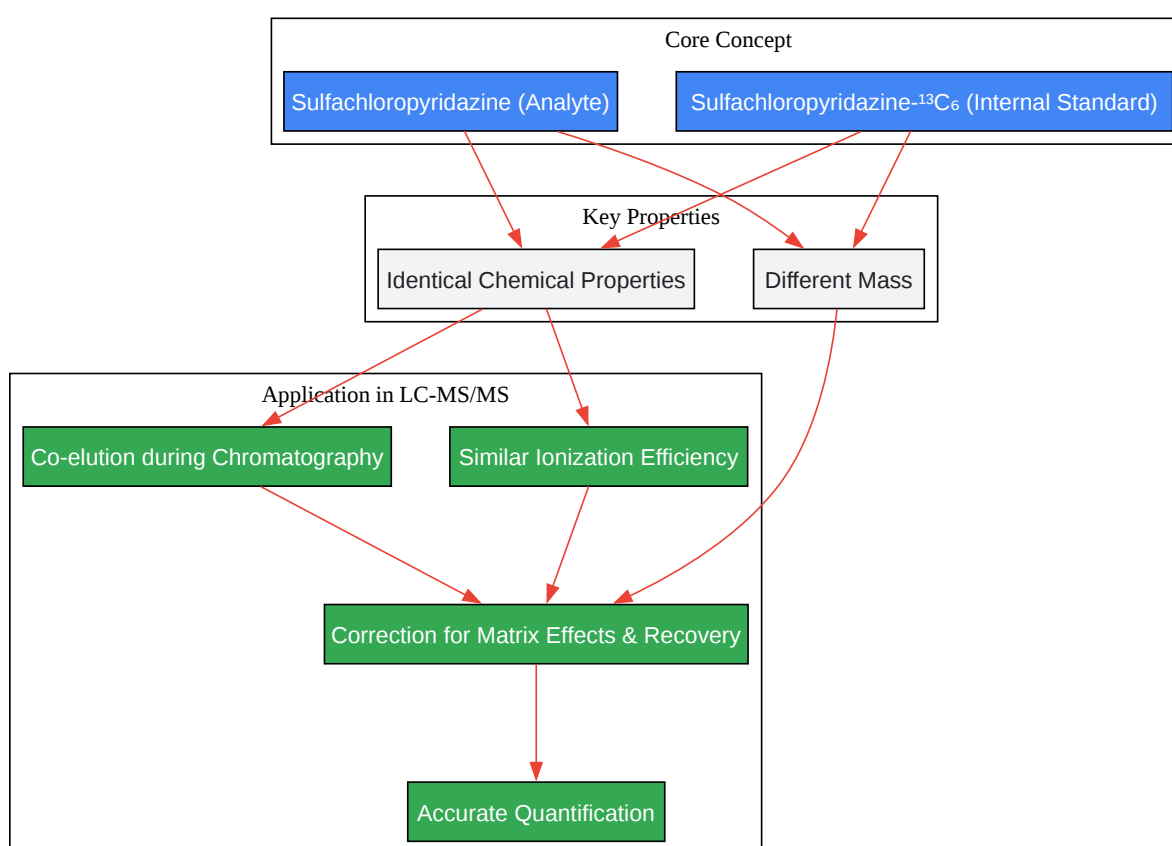 Core Concept
Sulfachloropyridazine (Analyte)
Sulfachloropyridazine-¹³C₆ (Internal Standard)
Key Properties
Identical Chemical Properties
Different Mass
Application in LC-MS/MS
Co-elution during Chromatography
Similar Ionization Efficiency
Correction for Matrix Effects & Recovery
Accurate Quantification